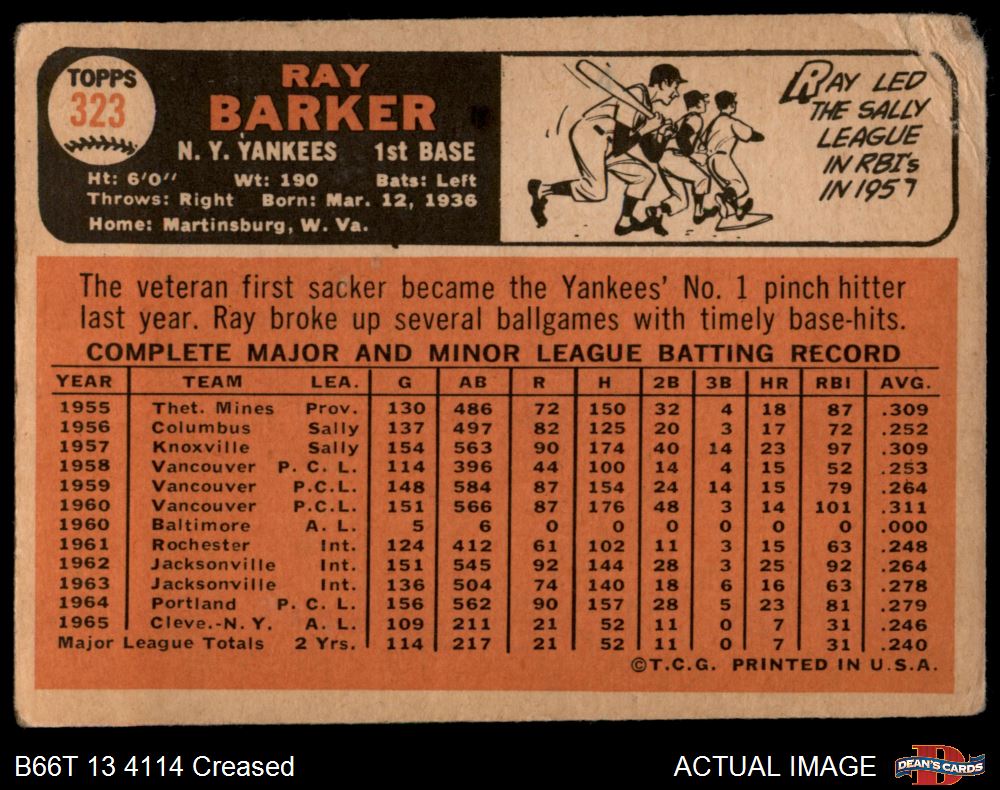 TOPPS
323
RAY
BARKER
N. Y. YANKEES 1st BASE
Ht: 6'0" Wt: 190 Bats: Left
Throws: Right Born: Mar. 12, 1936
Home: Martinsburg, W. Va.
RAY LED
THE SALLY
LEAGUE
IN RBI's
IN 1957
The veteran first sacker became the Yankees' No. 1 pinch hitter
last year. Ray broke up several ballgames with timely base-hits.
COMPLETE MAJOR AND MINOR LEAGUE BATTING RECORD
YEAR TEAM LEA. G AB R H 2B 3B HR RBI AVG.
1955 Thet. Mines Prov. 130 486 72 150 32 4 18 87 .309
1956 Columbus Sally 137 497 82 125 20 3 17 72 .252
1957 Knoxville Sally 154 563 90 174 40 14 23 97 .309
1958 Vancouver P. C. L. 114 396 44 100 14 4 15 52 .253
1959 Vancouver P.C.L. 148 584 87 154 24 14 15 79 .264
1960 Vancouver P.C.L. 151 566 87 176 48 3 14 101 .311
1960 Baltimore A. L. 5 6 0 0 0 0 0 0 .000
1961 Rochester Int. 124 412 61 102 11 3 15 63 .248
1962 Jacksonville Int. 151 545 92 144 28 3 25 92 .264
1963 Jacksonville Int. 136 504 74 140 18 6 16 63 .278
1964 Portland P. C. L. 156 562 90 157 28 5 23 81 .279
1965 Cleve.-N. Y. A. L. 109 211 21 52 11 0 7 31 .246
Major League Totals 2 Yrs. 114 217 21 52 11 0 7 31 .240
©T.C.G. PRINTED IN U.S.A.
B66T 13 4114 Creased
ACTUAL IMAGE
DEAN'S CARDS